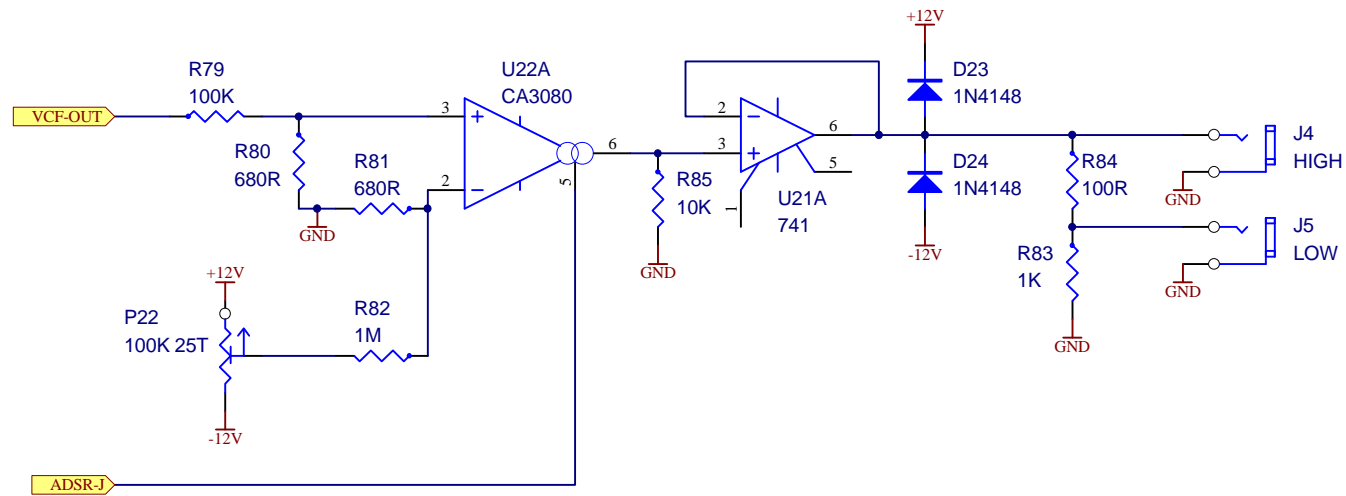 +12V
R79
100K
VCF-OUT
U22A
CA3080
3
2
6
5
R80
680R
R81
680R
GND
+12V
P22
100K 25T
-12V
R82
1M
ADSR-J
R85
10K
GND
2
3
6
5
1
U21A
741
D23
1N4148
D24
1N4148
-12V
R84
100R
R83
1K
GND
J4
HIGH
GND
J5
LOW
GND